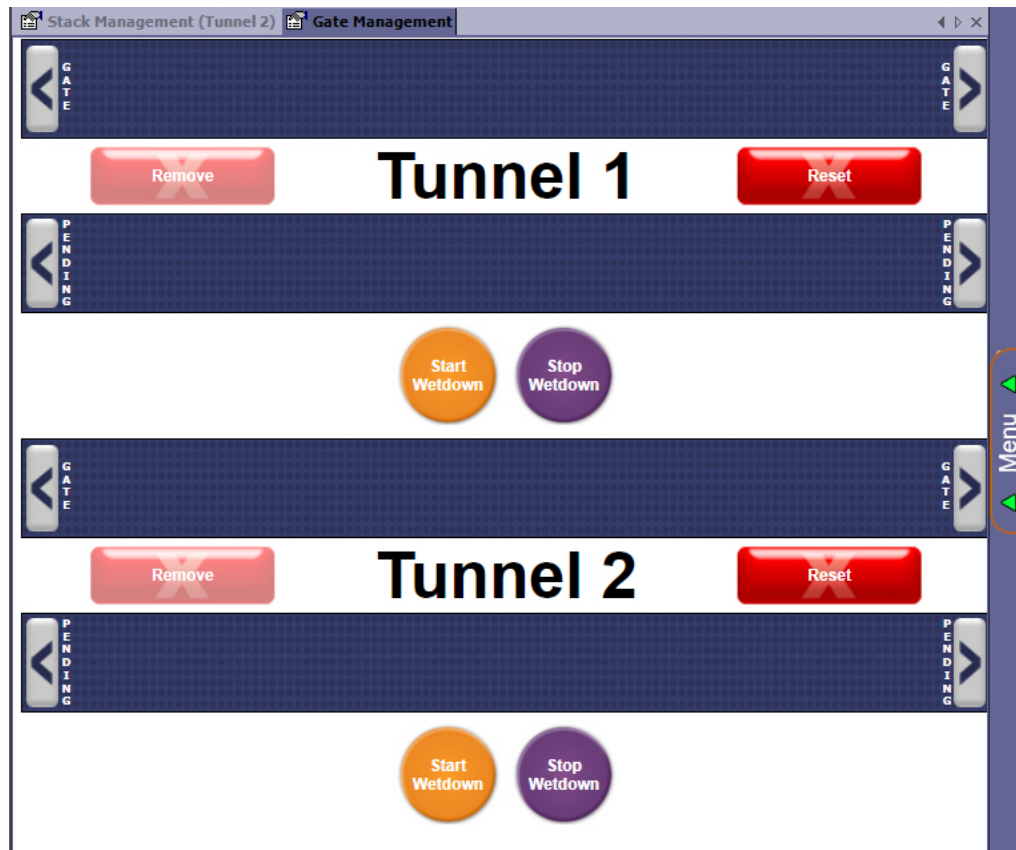 Stack Management (Tunnel 2) Gate Management
GATE GATE
Remove Tunnel 1 Reset
PENDING PENDING
Start Wetdown Stop Wetdown
Menu
GATE GATE
Remove Tunnel 2 Reset
PENDING PENDING
Start Wetdown Stop Wetdown